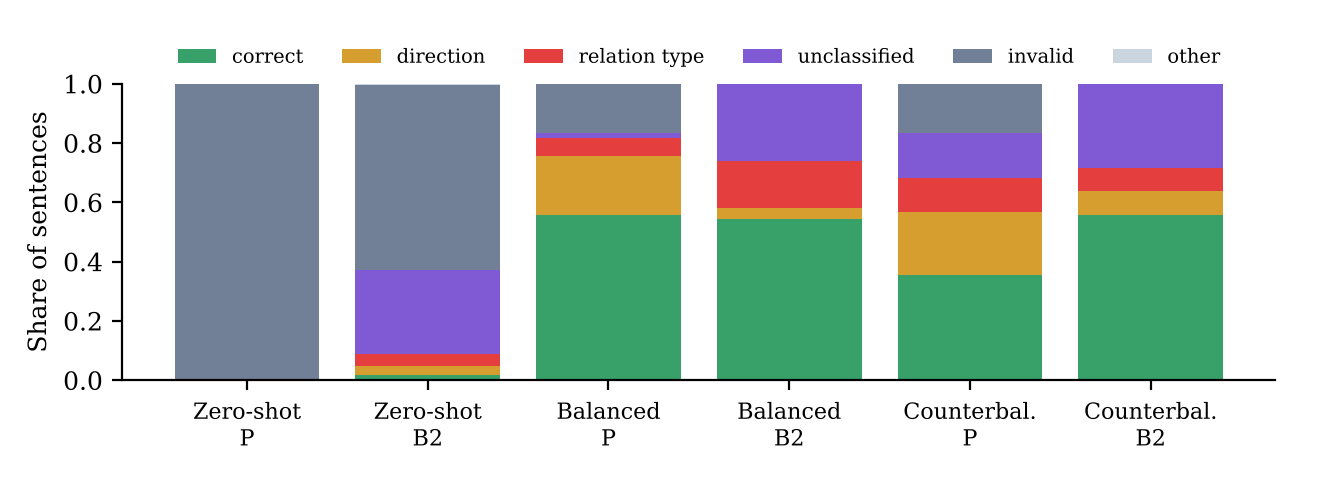 correct direction relation type unclassified invalid other
1.0
0.8
0.6
0.4
0.2
0.0
Share of sentences
Zero-shot Zero-shot Balanced Balanced Counterbal. Counterbal.
P B2 P B2 P B2